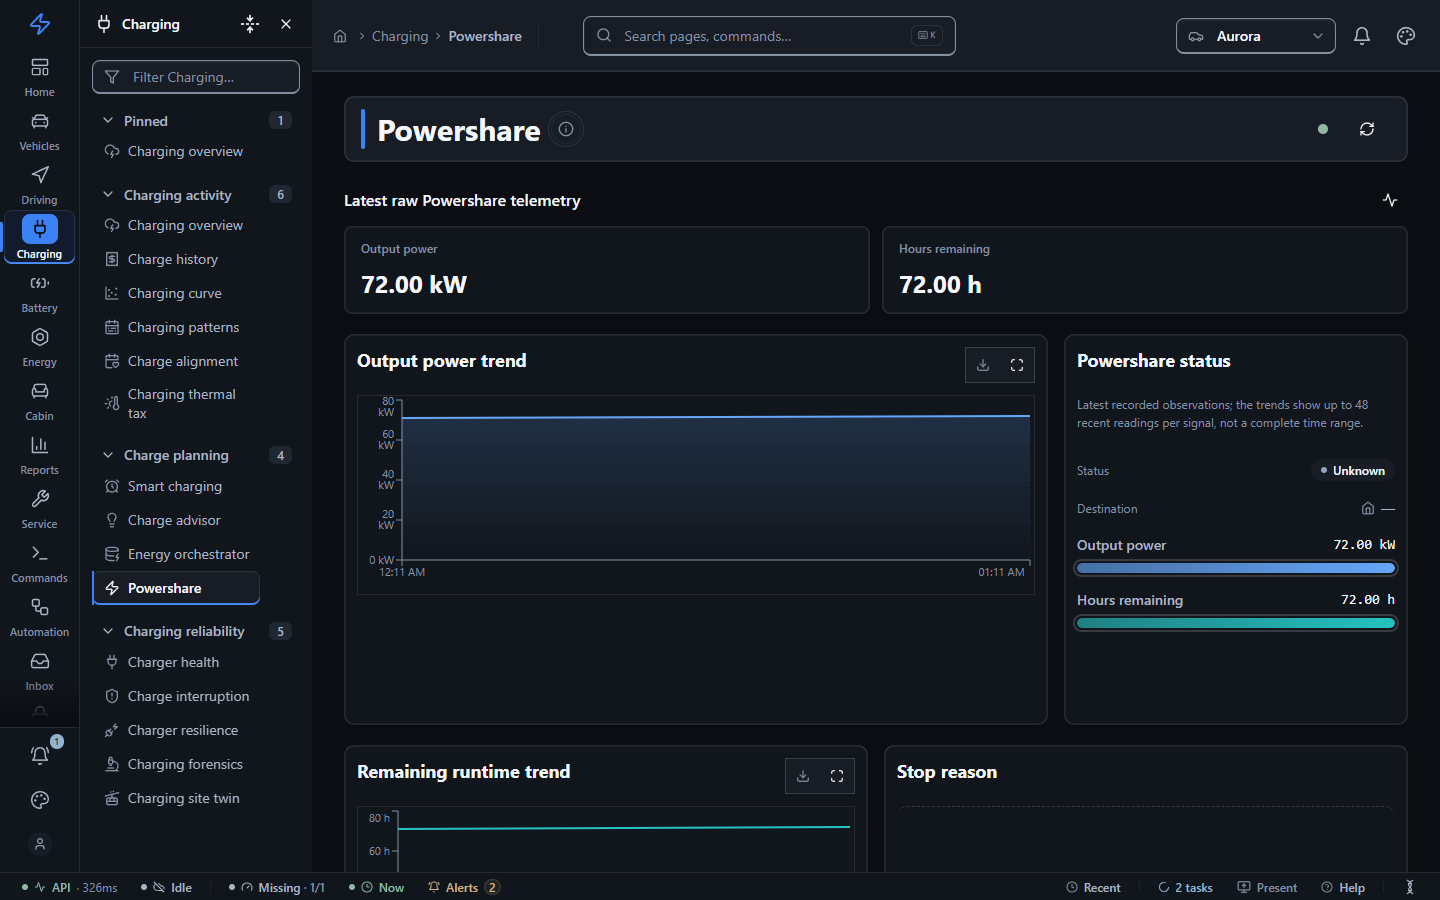 Home
Vehicles
Driving
Charging
Battery
Energy
Cabin
Reports
Service
Commands
Automation
Inbox
1
Charging
Filter Charging...
Pinned 1
Charging overview
Charging activity 6
Charging overview
Charge history
Charging curve
Charging patterns
Charge alignment
Charging thermal
tax
Charge planning 4
Smart charging
Charge advisor
Energy orchestrator
Powershare
Charging reliability 5
Charger health
Charge interruption
Charger resilience
Charging forensics
Charging site twin
Charging Powershare
Search pages, commands... K
Aurora
Powershare
Latest raw Powershare telemetry
Output power
72.00 kW
Hours remaining
72.00 h
Output power trend
80
kW
60
kW
40
kW
20
kW
0 kW
12:11 AM 01:11 AM
Powershare status
Latest recorded observations; the trends show up to 48
recent readings per signal, not a complete time range.
Status Unknown
Destination —
Output power 72.00 kW
Hours remaining 72.00 h
Remaining runtime trend
80 h
60 h
Stop reason
API · 326ms Idle Missing · 1/1 Now Alerts 2 Recent 2 tasks Present Help